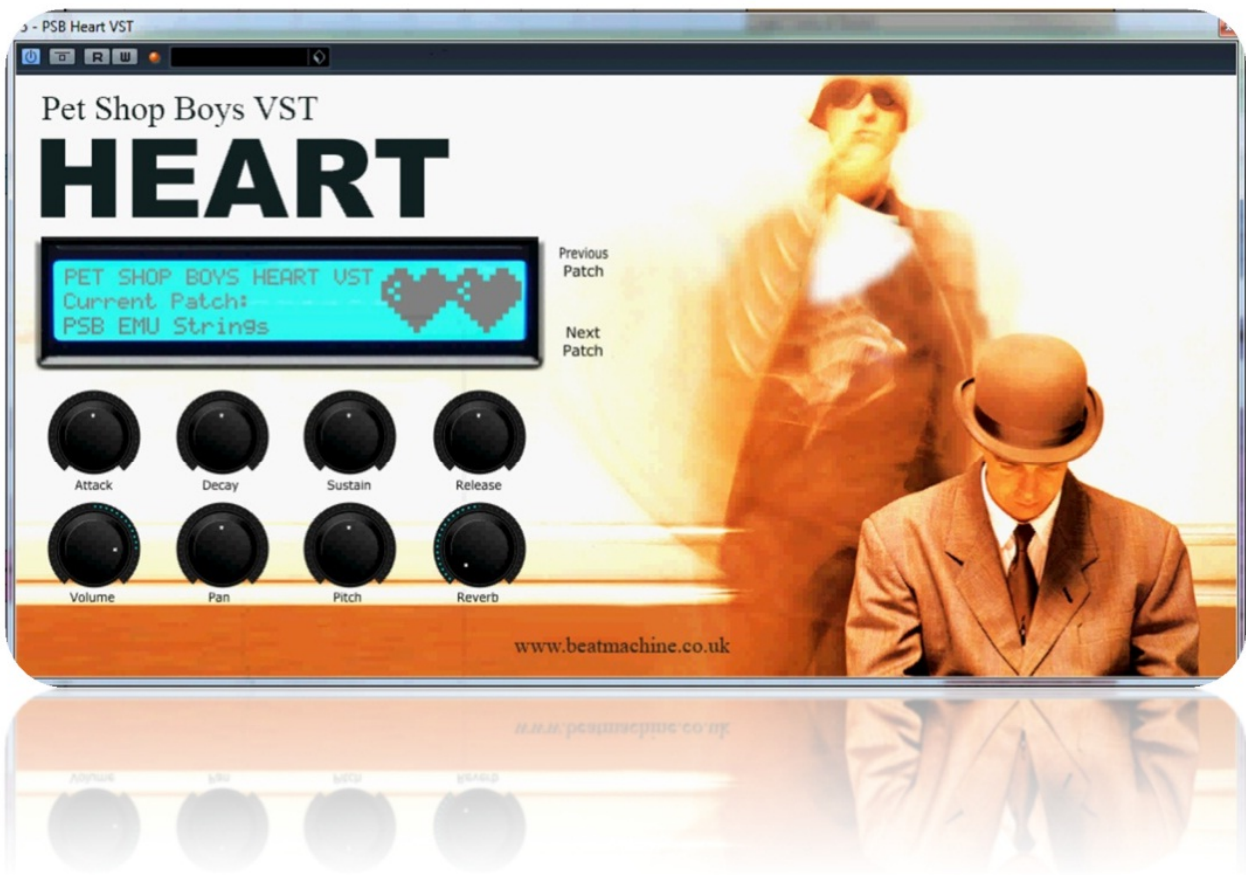 - PSB Heart VST
R W
Pet Shop Boys VST
HEART
PET SHOP BOYS HEART VST
Current Patch:
PSB EMU Strings
Previous
Patch
Next
Patch
Attack Decay Sustain Release
Volume Pan Pitch Reverb
www.beatmachine.co.uk